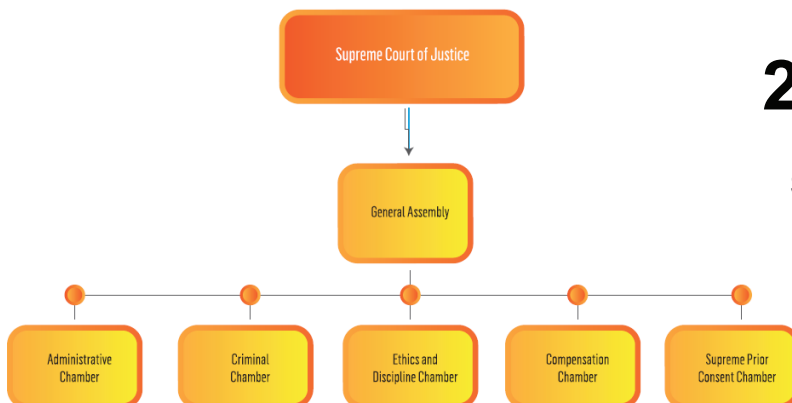 Supreme Court of Justice
2
General Assembly
Administrative
Chamber
Criminal
Chamber
Ethics and
Discipline Chamber
Compensation
Chamber
Supreme Prior
Consent Chamber